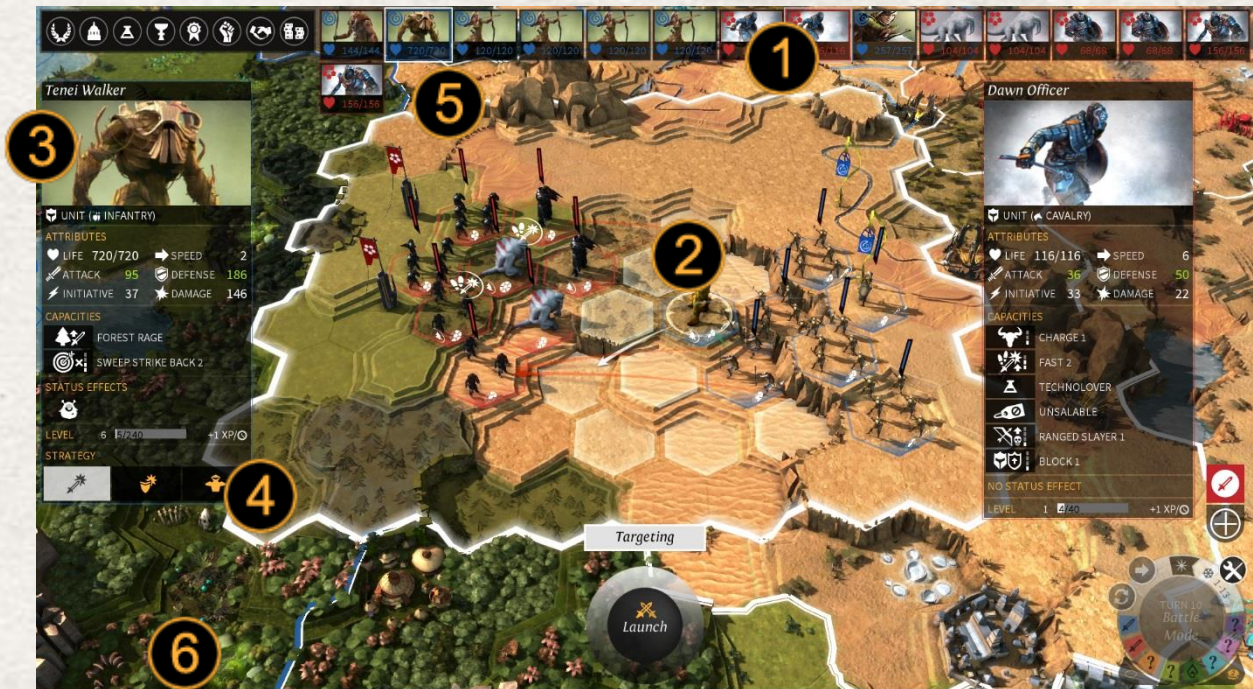 144/144
720/720
120/120
120/120
120/120
120/120
1
257/257
104/104
104/104
68/68
68/68
156/156
156/156
5
Tenei Walker
3
UNIT (INFANTRY)
ATTRIBUTES
LIFE 720/720 SPEED 2
ATTACK 95 DEFENSE 186
INITIATIVE 37 DAMAGE 146
CAPACITIES
FOREST RAGE
SWEEP STRIKE BACK 2
STATUS EFFECTS
LEVEL 6 5/240 +1 XP/
STRATEGY
4
2
Dawn Officer
UNIT (CAVALRY)
ATTRIBUTES
LIFE 116/116 SPEED 6
ATTACK 36 DEFENSE 50
INITIATIVE 33 DAMAGE 22
CAPACITIES
CHARGE 1
FAST 2
TECHNOLOVER
UNSALABLE
RANGED SLAYER 1
BLOCK 1
NO STATUS EFFECT
LEVEL 1 4/40 +1 XP/
Targeting
Launch
TURN 10
Battle
Mode
? ? ? ?
6